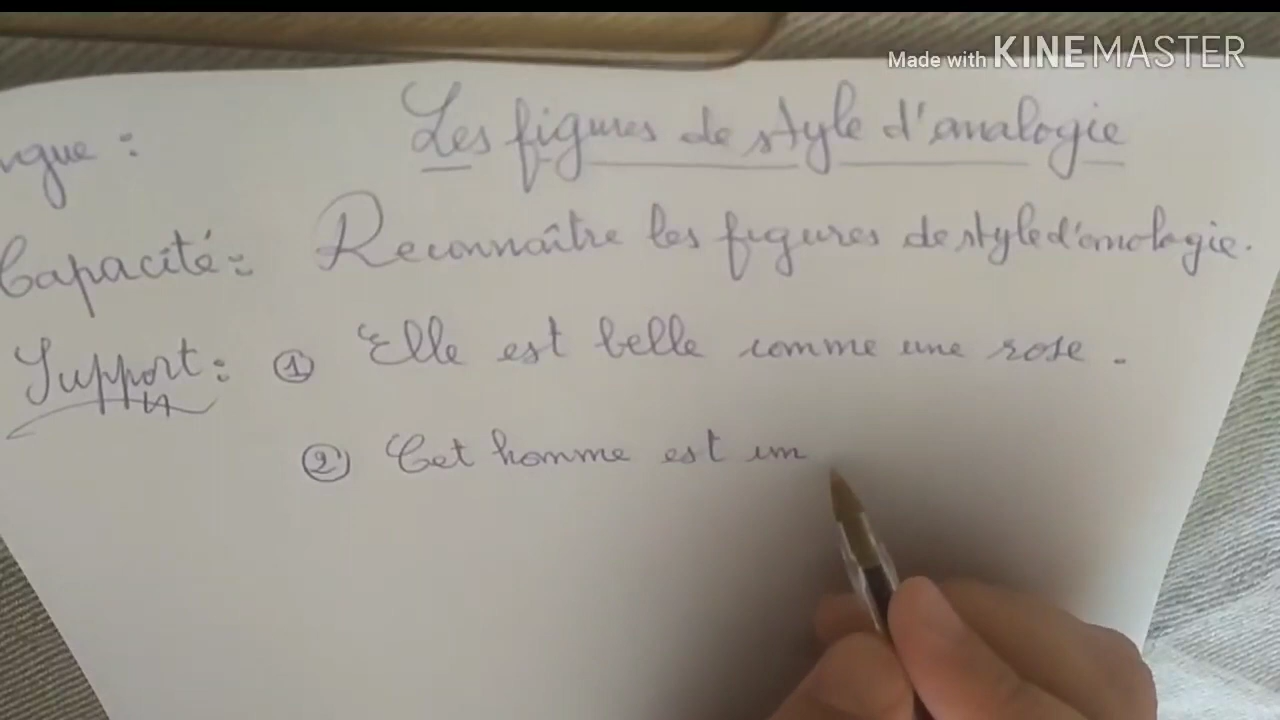 Made with KINEMASTER
Les figures de style d'analogie
ngue :
Capacité : Reconnaître les figures de style d'analogie.
Support : ① Elle est belle comme une rose .
② Cet homme est un